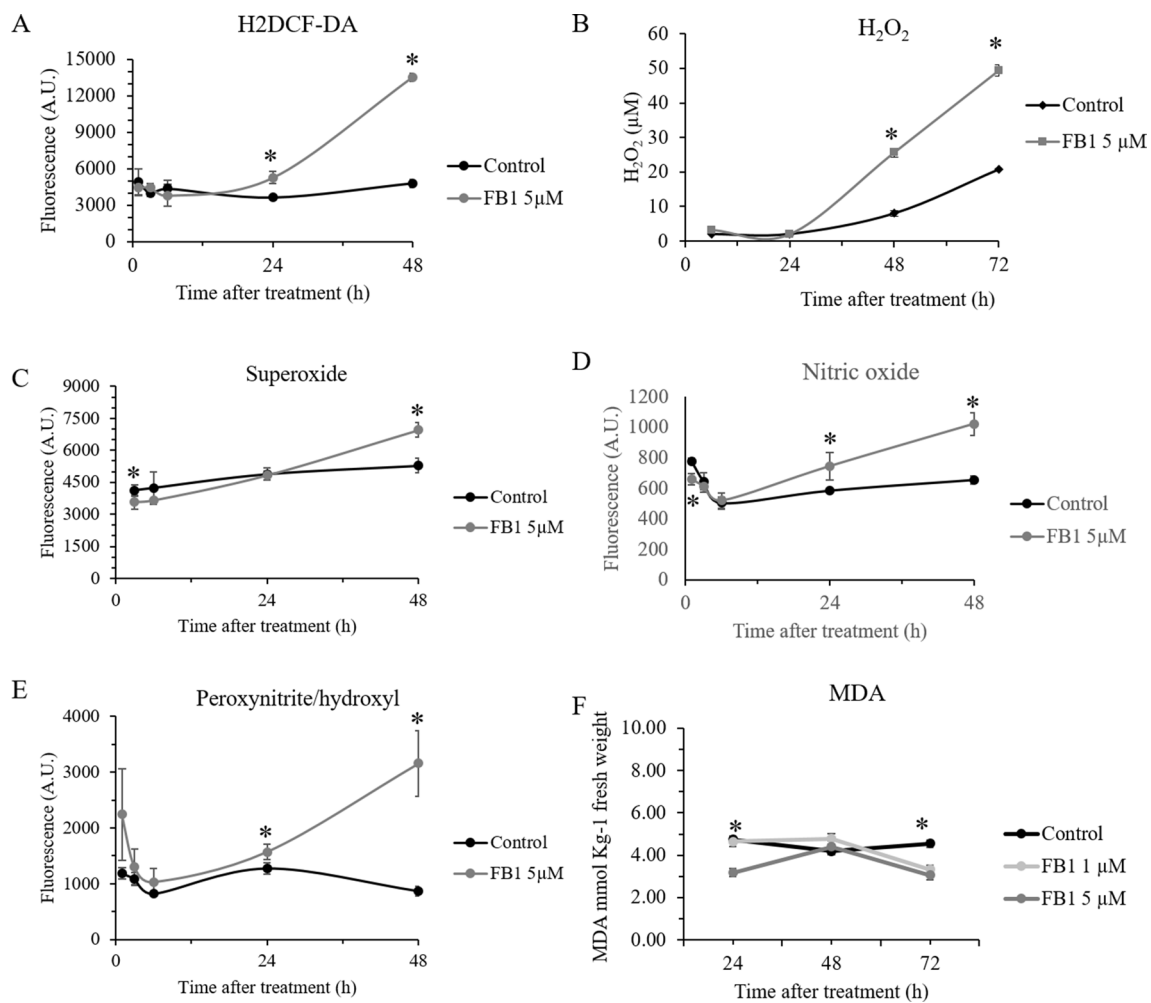 A
H2DCF-DA
Fluorescence (A.U.)
15000
12000
9000
6000
3000
0
*
*
0
24
48
Time after treatment (h)
Control
FB1 5µM
B
H₂O₂
H₂O₂ (µM)
60
50
40
30
20
10
0
*
*
0
24
48
72
Time after treatment (h)
Control
FB1 5 µM
C
Superoxide
Fluorescence (A.U.)
9000
7500
6000
4500
3000
1500
0
*
*
0
24
48
Time after treatment (h)
Control
FB1 5µM
D
Nitric oxide
Fluorescence (A.U.)
1200
1000
800
600
400
200
0
*
*
*
0
24
48
Time after treatment (h)
Control
FB1 5µM
E
Peroxynitrite/hydroxyl
Fluorescence (A.U.)
4000
3000
2000
1000
0
*
*
0
24
48
Time after treatment (h)
Control
FB1 5µM
F
MDA
MDA mmol Kg-1 fresh weight
10.00
8.00
6.00
4.00
2.00
0.00
*
*
24
48
72
Time after treatment (h)
Control
FB1 1 µM
FB1 5 µM